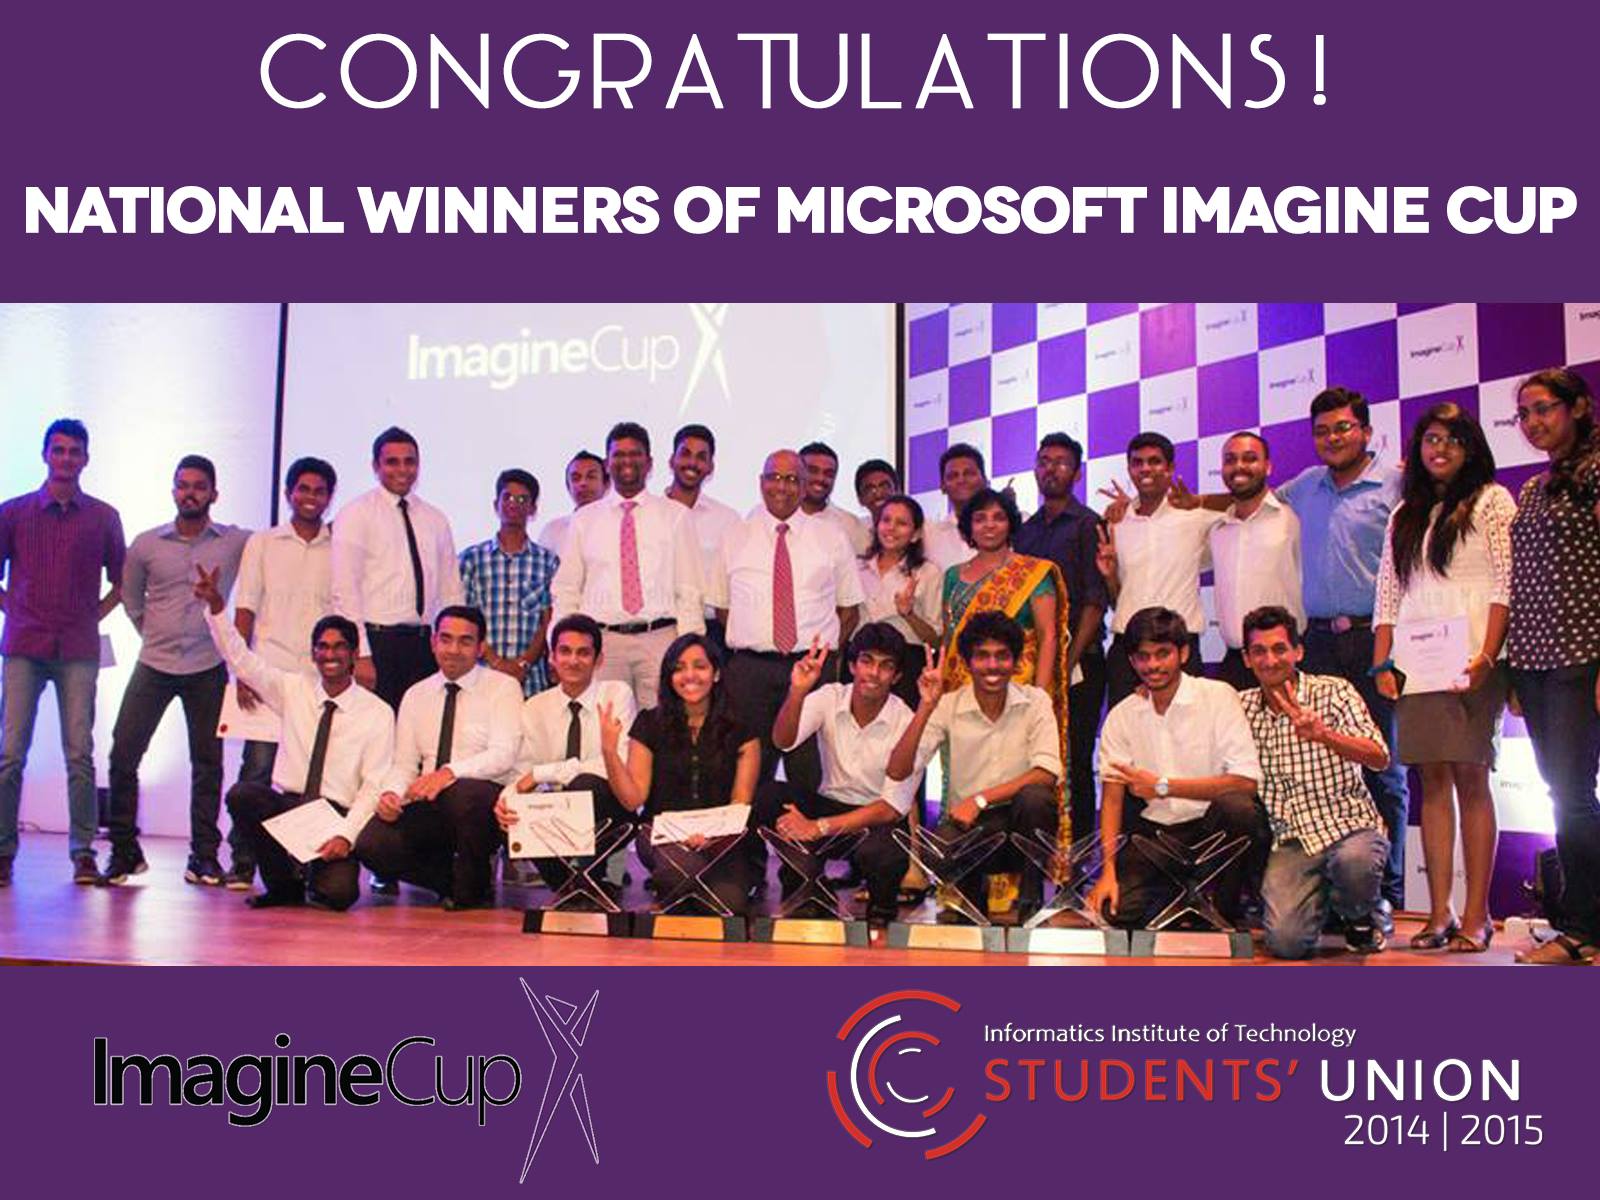 CONGRATULATIONS!
NATIONAL WINNERS OF MICROSOFT IMAGINE CUP
ImagineCup
ImagineCup
Informatics Institute of Technology
STUDENTS' UNION
2014 | 2015